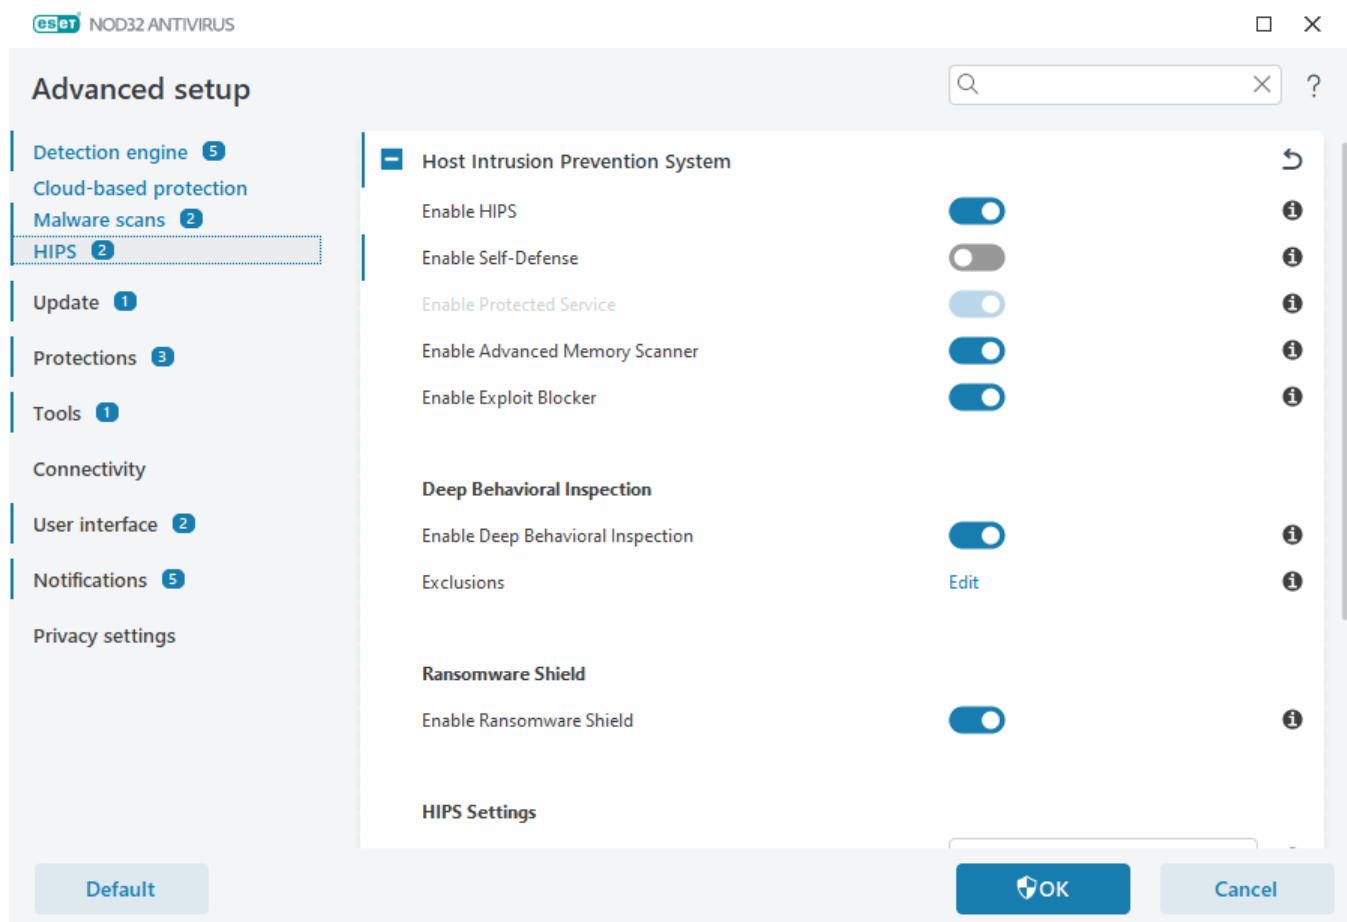 eset NOD32 ANTIVIRUS
Advanced setup
?
Detection engine 5
Cloud-based protection
Malware scans 2
HIPS 2
Update 1
Protections 3
Tools 1
Connectivity
User interface 2
Notifications 5
Privacy settings
Host Intrusion Prevention System
Enable HIPS
Enable Self-Defense
Enable Protected Service
Enable Advanced Memory Scanner
Enable Exploit Blocker
Deep Behavioral Inspection
Enable Deep Behavioral Inspection
Exclusions Edit
Ransomware Shield
Enable Ransomware Shield
HIPS Settings
Default
OK
Cancel